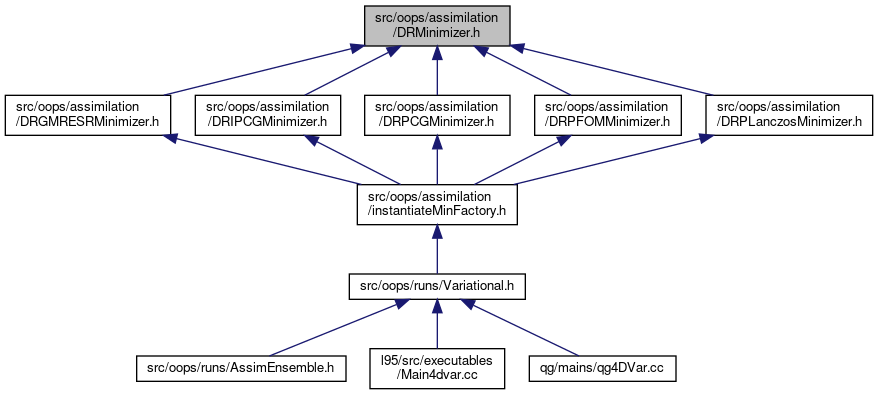 src/oops/assimilation
/DRMinimizer.h
src/oops/assimilation
/DRGMRESRMinimizer.h
src/oops/assimilation
/DRIPCGMinimizer.h
src/oops/assimilation
/DRPCGMinimizer.h
src/oops/assimilation
/DRPFOMMinimizer.h
src/oops/assimilation
/DRPLanczosMinimizer.h
src/oops/assimilation
/instantiateMinFactory.h
src/oops/runs/Variational.h
src/oops/runs/AssimEnsemble.h
l95/src/executables
/Main4dvar.cc
qg/mains/qg4DVar.cc